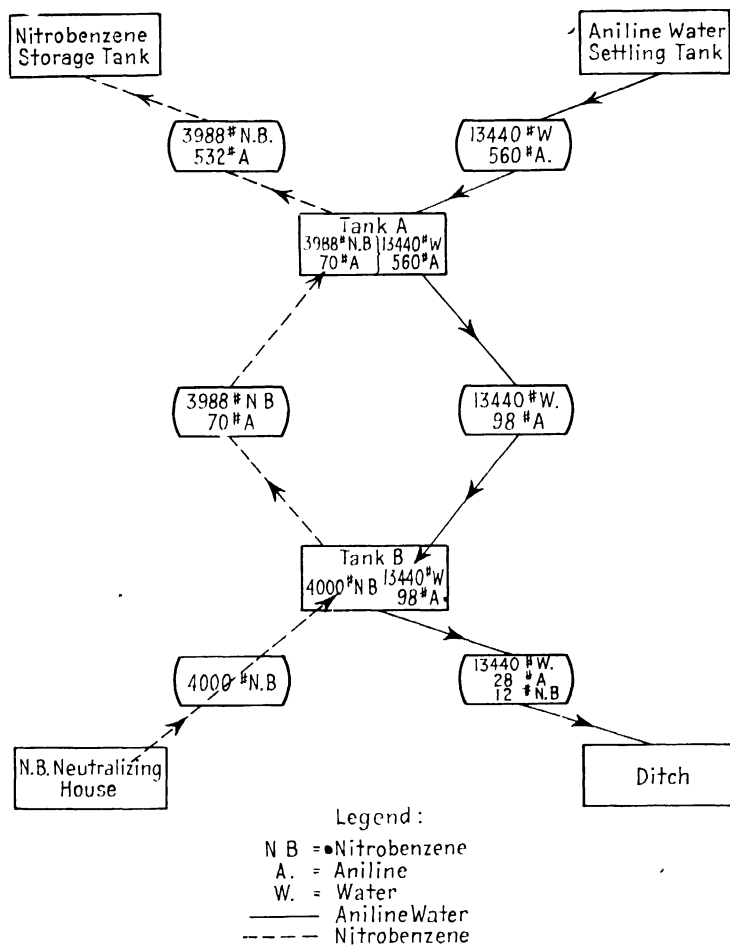 Nitrobenzene
Storage Tank
Aniline Water
Settling Tank
3988# N.B.
532# A
13440 # W
560 # A.
Tank A
3988# N.B } 13440 # W
70 # A 560 # A
3988 # N B
70 # A
13440 # W.
98 # A
Tank B
4000 # N B 13440 # W
98 # A.
4000 # N.B
13440 # W.
28 # A
12 # N.B
N.B. Neutralizing
House
Ditch
Legend :
N B = Nitrobenzene
A. = Aniline
W. = Water
Aniline Water
Nitrobenzene